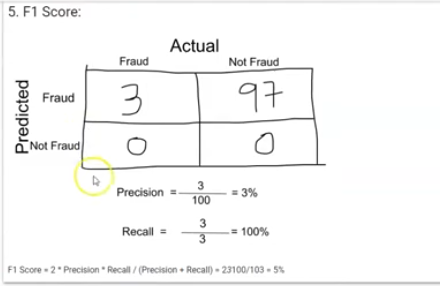 5. F1 Score:
Actual
Fraud Not Fraud
Predicted
Fraud 3 97
Not Fraud 0 0
Precision = 3/100 = 3%
Recall = 3/3 = 100%
F1 Score = 2 * Precision * Recall / (Precision + Recall) = 23100/103 = 5%